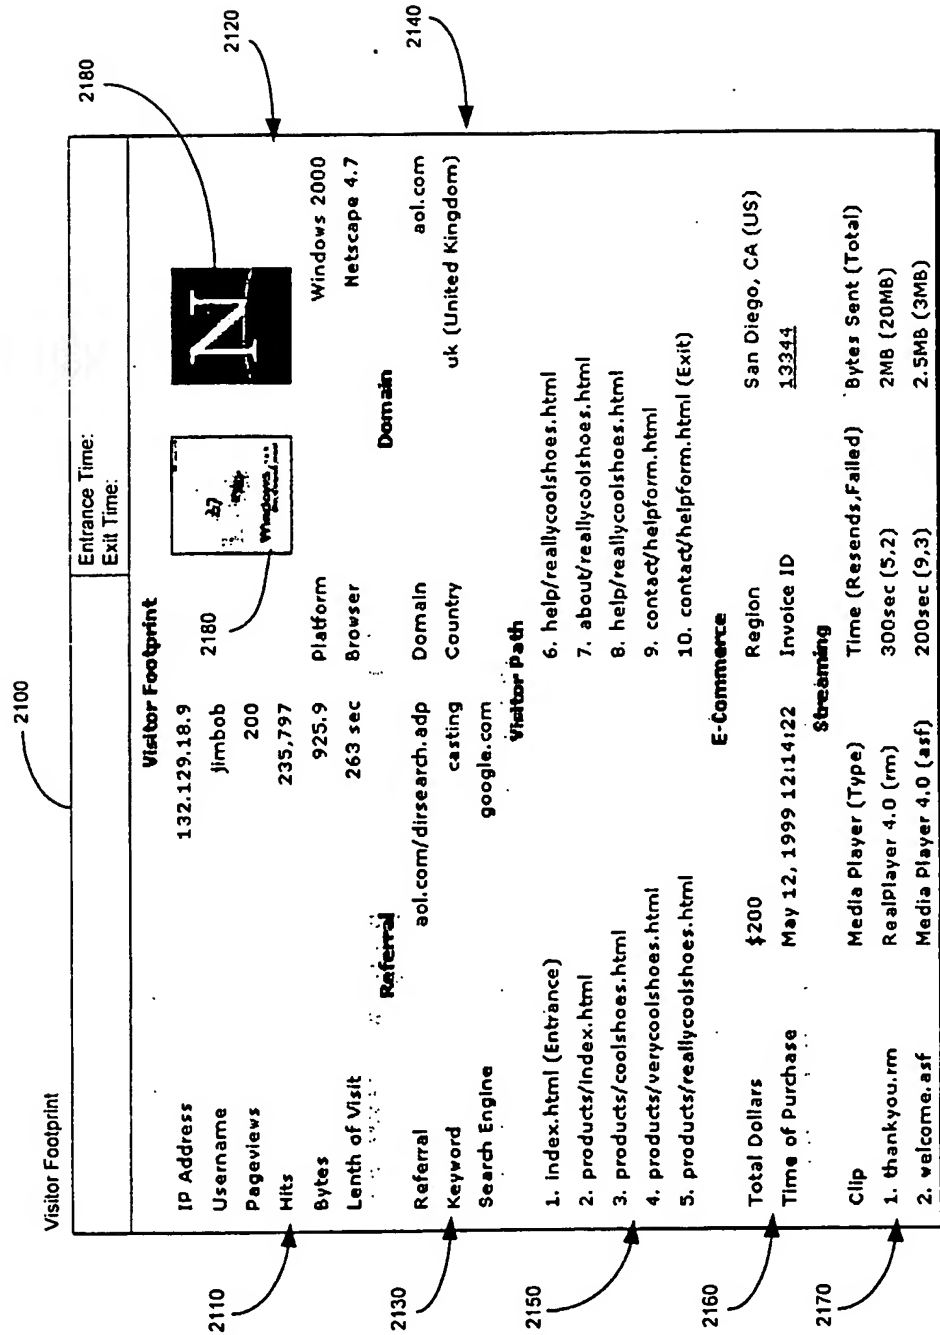 Visitor Footprint
2100
Entrance Time:
Exit Time:
2180
2120
2140
Visitor Footprint
IP Address 132.129.18.9
Username Jimbob
Pageviews 200
Hits 235,797
Bytes 925.9
Lenth of Visit 263 sec
2180
Windows
N
Platform Windows 2000
Browser Netscape 4.7
Referral
Domain
Referral aol.com/dirsearch.adp Domain aol.com
Keyword casting Country uk (United Kingdom)
Search Engine google.com
Visitor Path
1. index.html (Entrance) 6. help/reallycoolshoes.html
2. products/index.html 7. about/reallycoolshoes.html
3. products/coolshoes.html 8. help/reallycoolshoes.html
4. products/verycoolshoes.html 9. contact/helpform.html
5. products/reallycoolshoes.html 10. contact/helpform.html (Exit)
E-Commerce
Total Dollars $200 Region San Diego, CA (US)
Time of Purchase May 12, 1999 12:14:22 Invoice ID 13344
Streaming
Clip Media Player (Type) Time (Resends,Failed) Bytes Sent (Total)
1. thankyou.rm RealPlayer 4.0 (rm) 300sec (5,2) 2MB (20MB)
2. welcome.asf Media Player 4.0 (asf) 200sec (9,3) 2.5MB (3MB)
2110
2130
2150
2160
2170